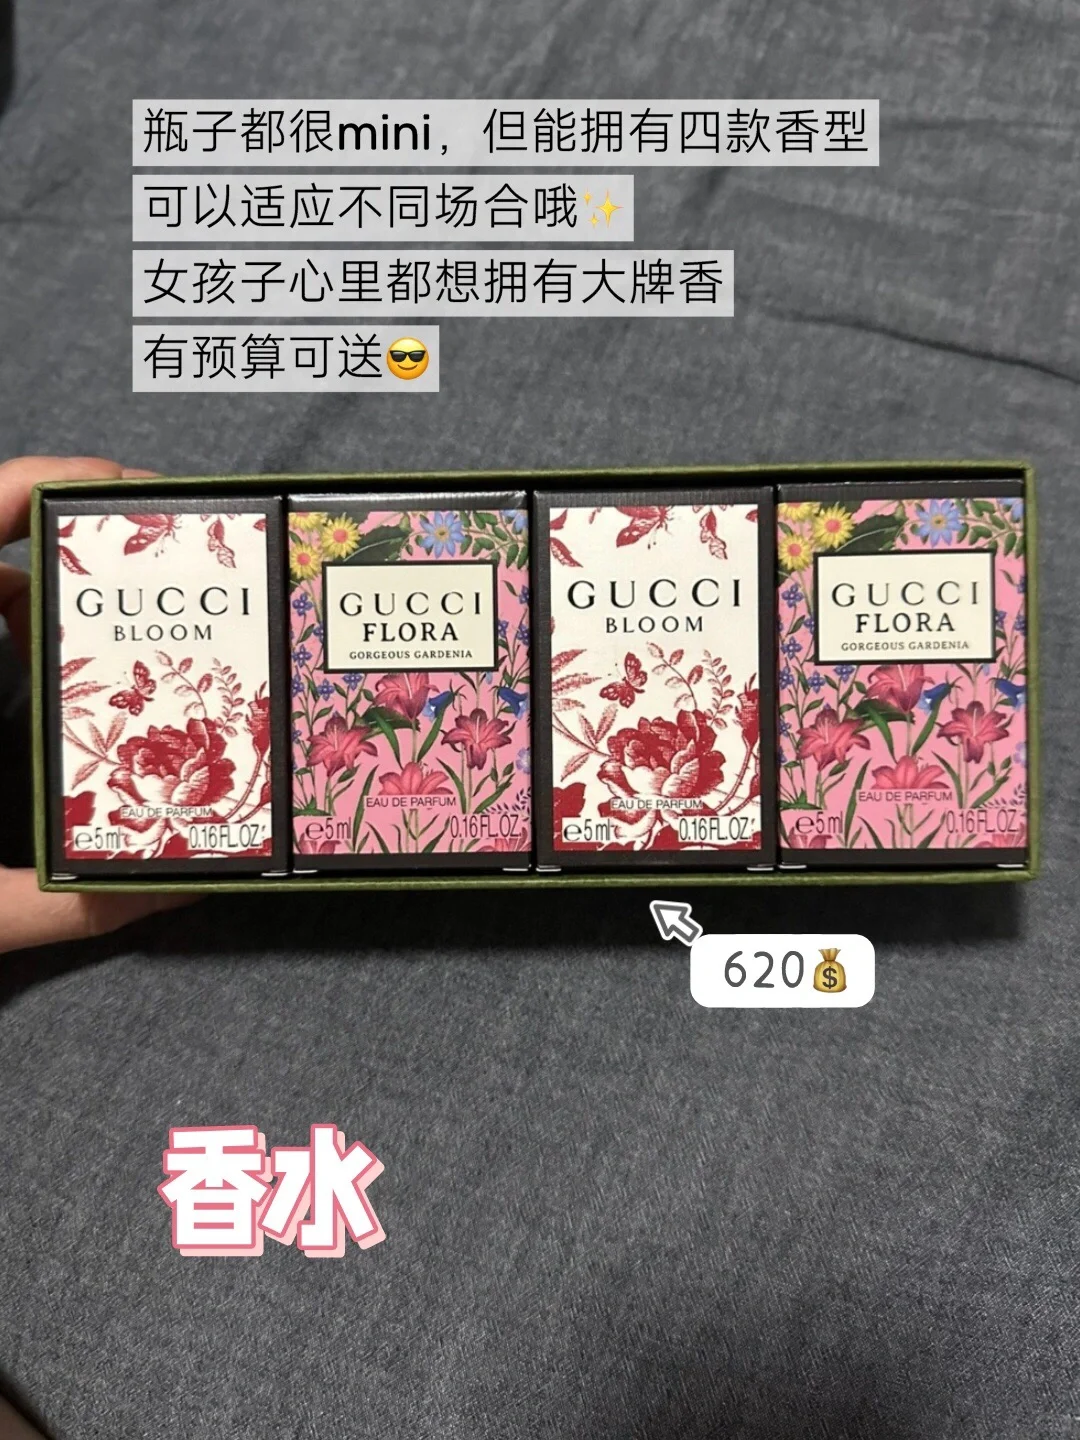 瓶子都很mini，但能拥有四款香型
可以适应不同场合哦✨
女孩子心里都想拥有大牌香
有预算可送😎
GUCCI
BLOOM
EAU DE PARFUM
e5ml 0.16FL.OZ.
GUCCI
FLORA
GORGEOUS GARDENIA
EAU DE PARFUM
e5ml 0.16FL.OZ.
GUCCI
BLOOM
EAU DE PARFUM
e5ml 0.16FL.OZ.
GUCCI
FLORA
GORGEOUS GARDENIA
EAU DE PARFUM
e5ml 0.16FL.OZ.
620💰
香水